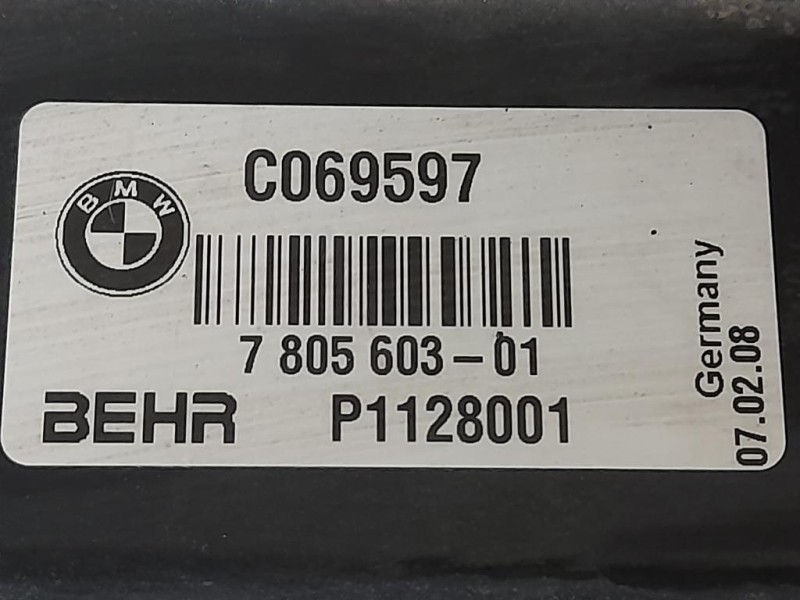 C069597
BMW
7 805 603-01
BEHR
P1128001
Germany
07.02.08